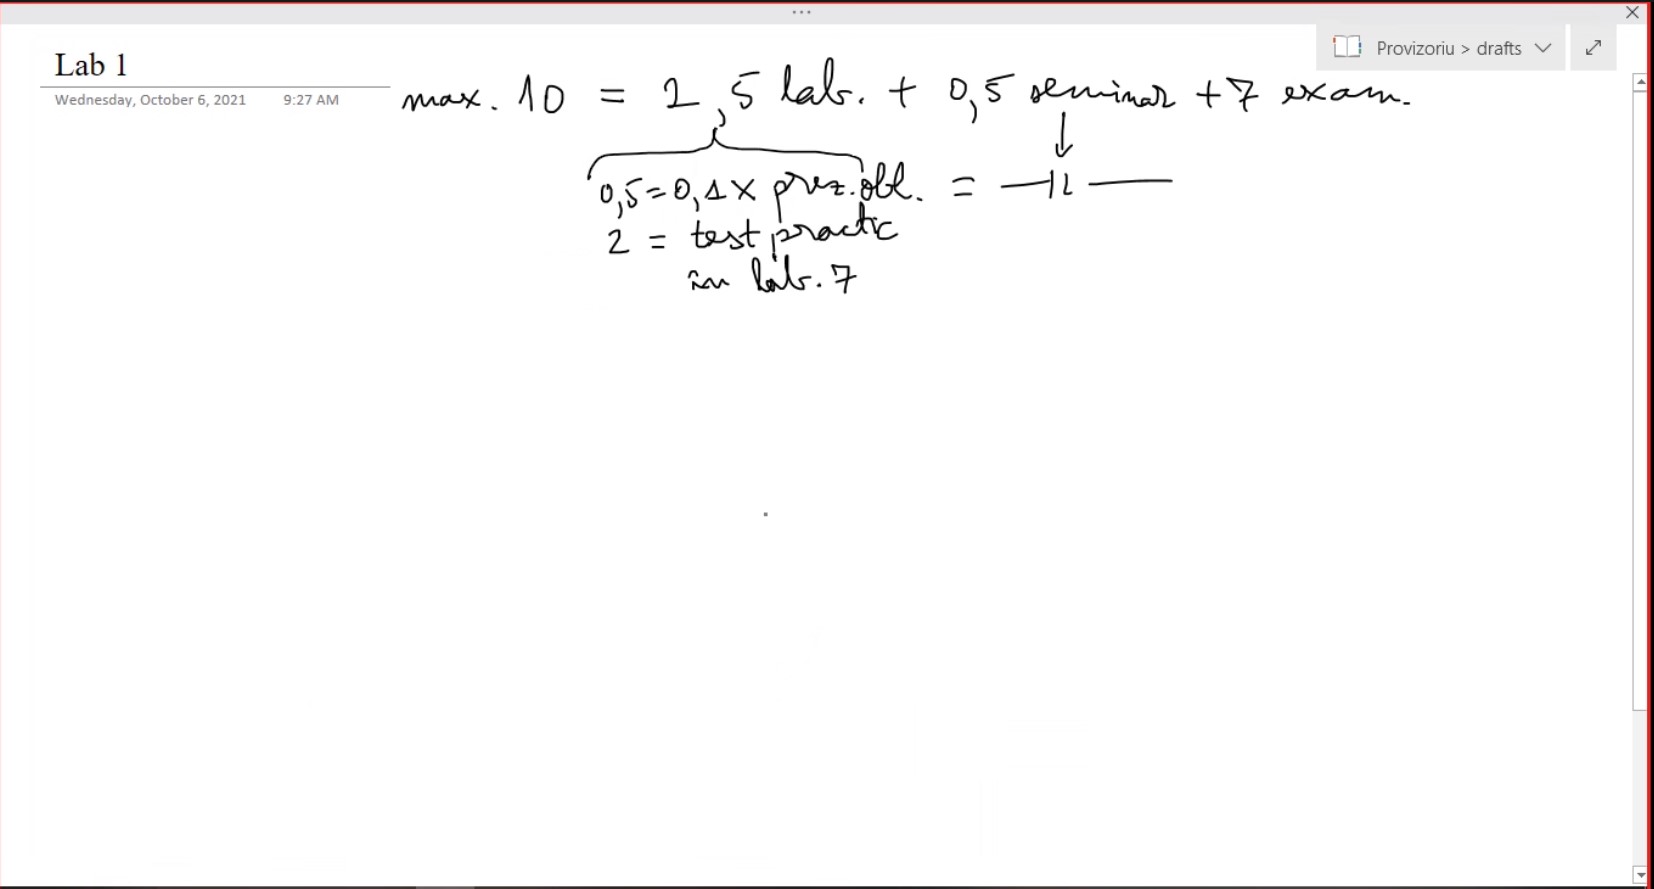 Provizoriu > drafts
Lab 1
Wednesday, October 6, 2021 9:27 AM
max. 10 = 2,5 lab. + 0,5 seminar + 7 exam.
0,5 = 0,1 x prez. obl. = —11—
2 = test practic
în lab. 7